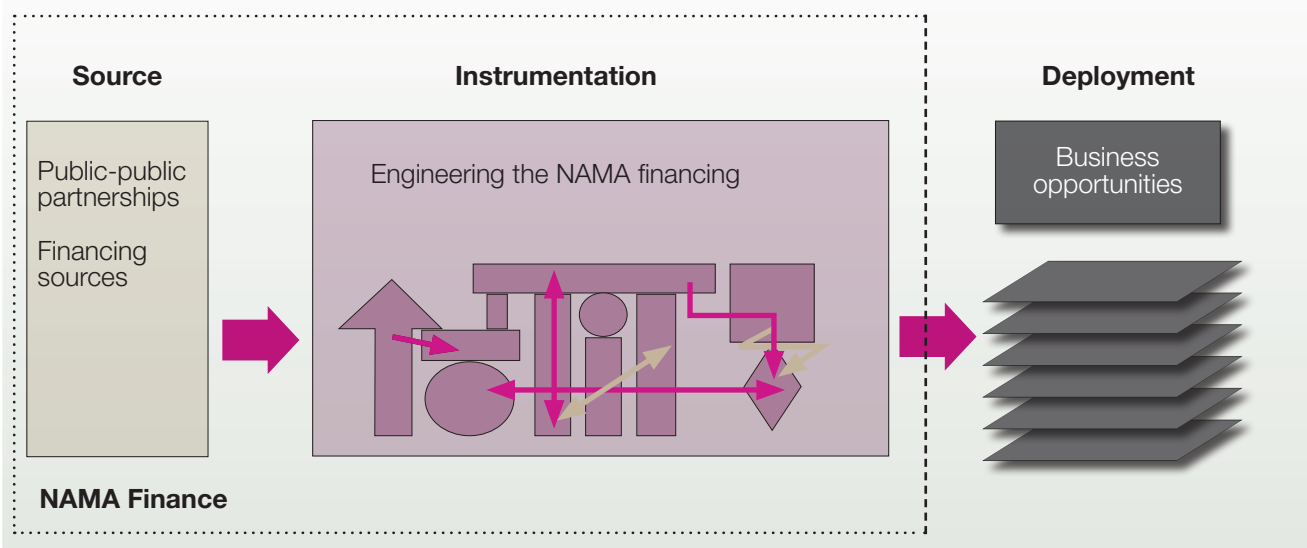 Source
Instrumentation
Deployment
Public-public
partnerships
Financing
sources
Engineering the NAMA financing
Business
opportunities
NAMA Finance